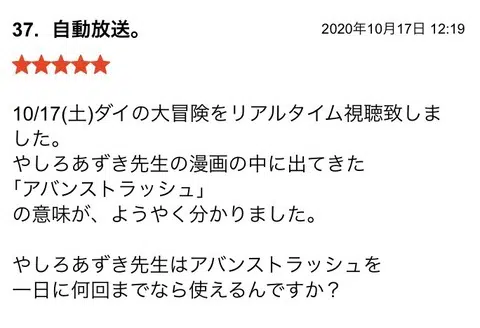 37. 自動放送。
2020年10月17日 12:19
★★★★★
10/17(土)ダイの大冒険をリアルタイム視聴致しま
した。
やしろあずき先生の漫画の中に出てきた
「アバンストラッシュ」
の意味が、ようやく分かりました。
やしろあずき先生はアバンストラッシュを
一日に何回までなら使えるんですか？